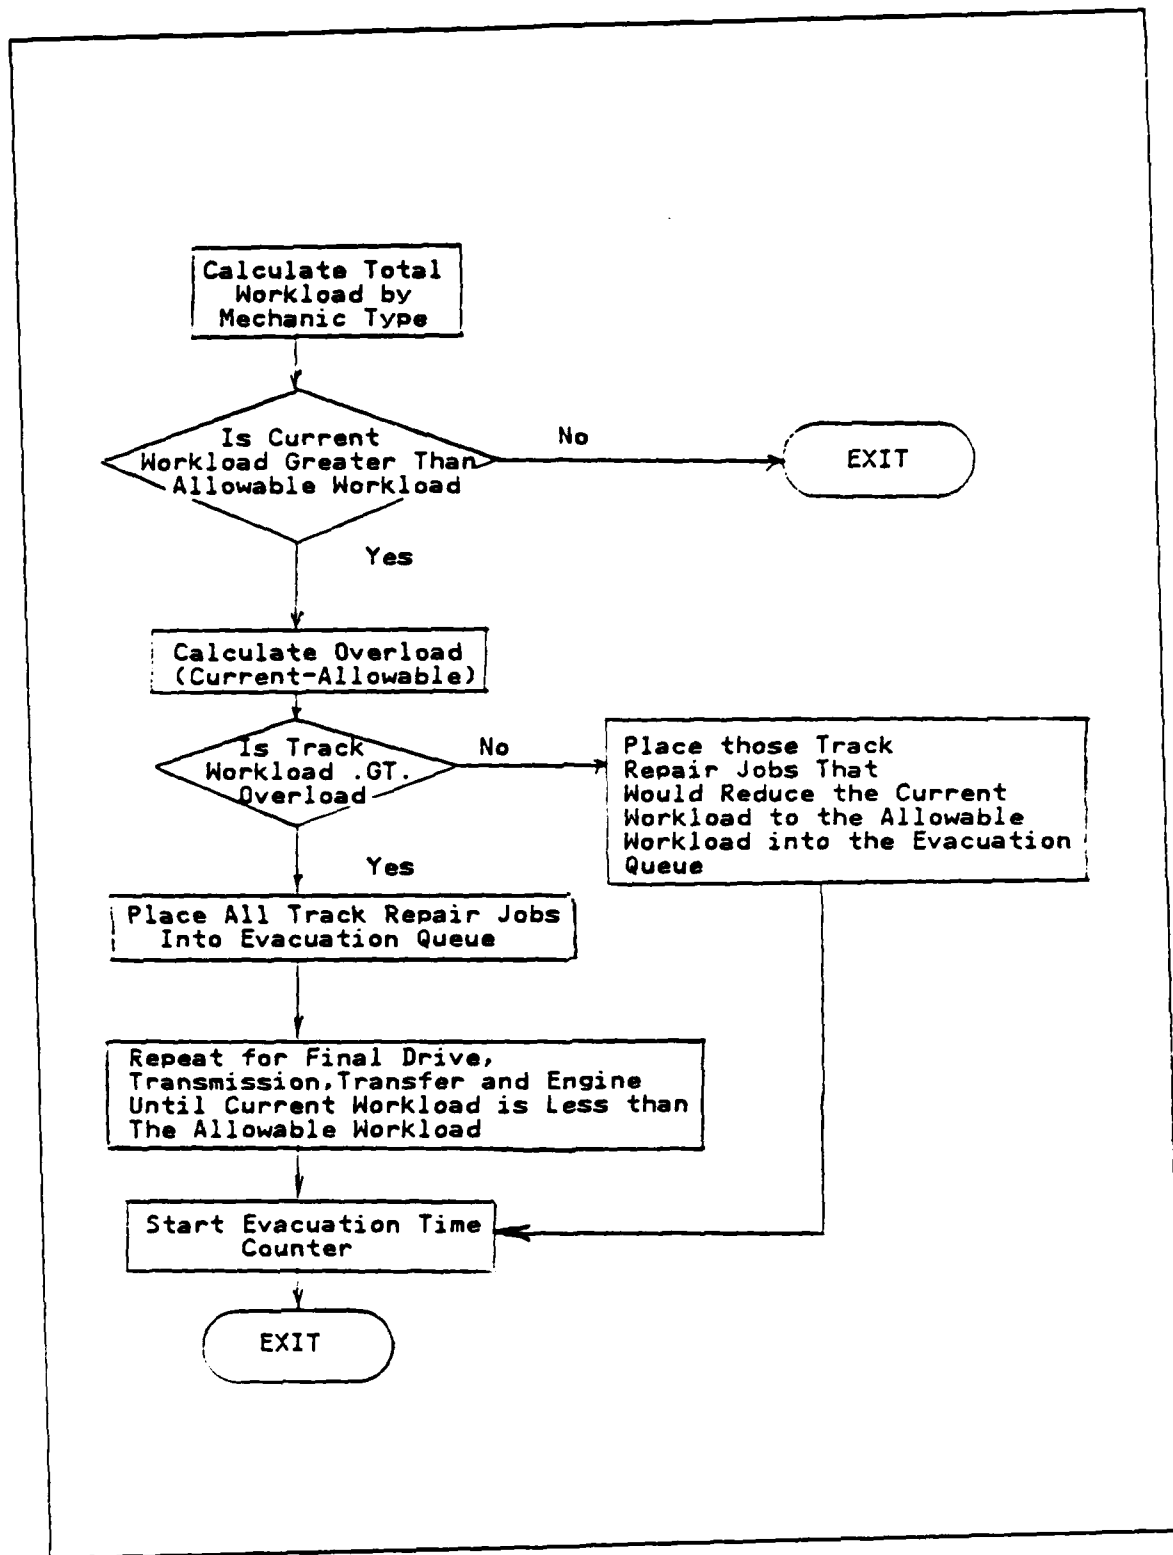 Calculate Total
Workload by
Mechanic Type
Is Current
Workload Greater Than
Allowable Workload
No
EXIT
Yes
Calculate Overload
(Current-Allowable)
Is Track
Workload .GT.
Overload
No
Place those Track
Repair Jobs That
Would Reduce the Current
Workload to the Allowable
Workload into the Evacuation
Queue
Yes
Place All Track Repair Jobs
Into Evacuation Queue
Repeat for Final Drive,
Transmission,Transfer and Engine
Until Current Workload is Less than
The Allowable Workload
Start Evacuation Time
Counter
EXIT